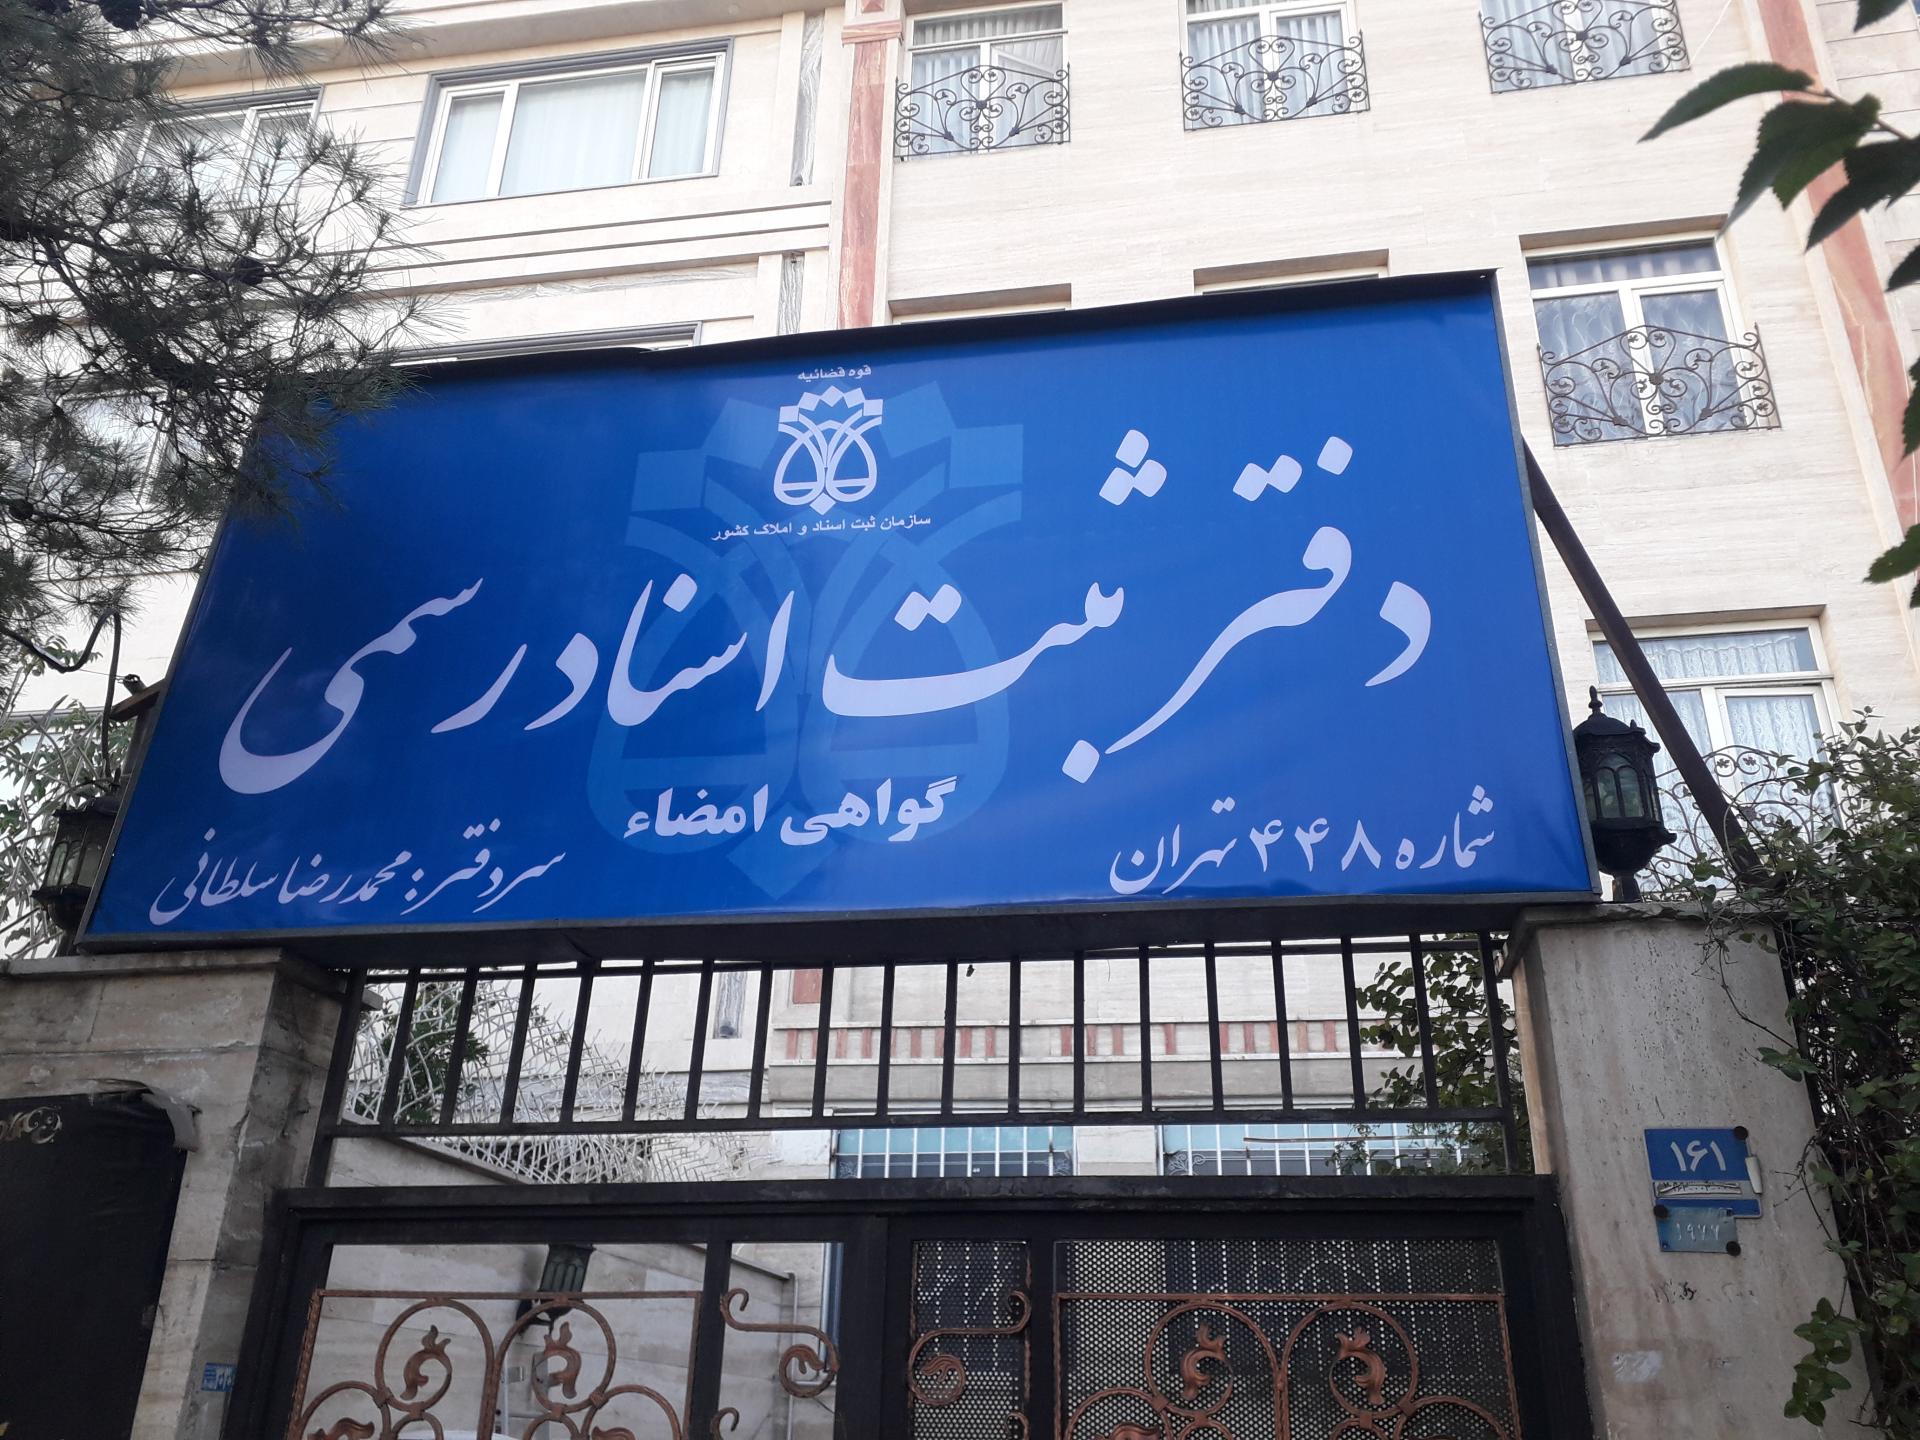 قوه قضائیه
سازمان ثبت اسناد و املاک کشور
دفتر ثبت اسناد رسمی
گواهی امضاء
شماره ۴۴۸ تهران
سردفتر: محمدرضا سلطانی
۱۶۱
۱۹۷۷